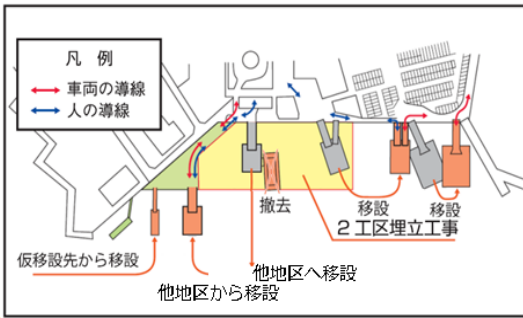 凡 例
車両の導線
人の導線
撤去
移設
移設
2工区埋立工事
仮移設先から移設
他地区へ移設
他地区から移設